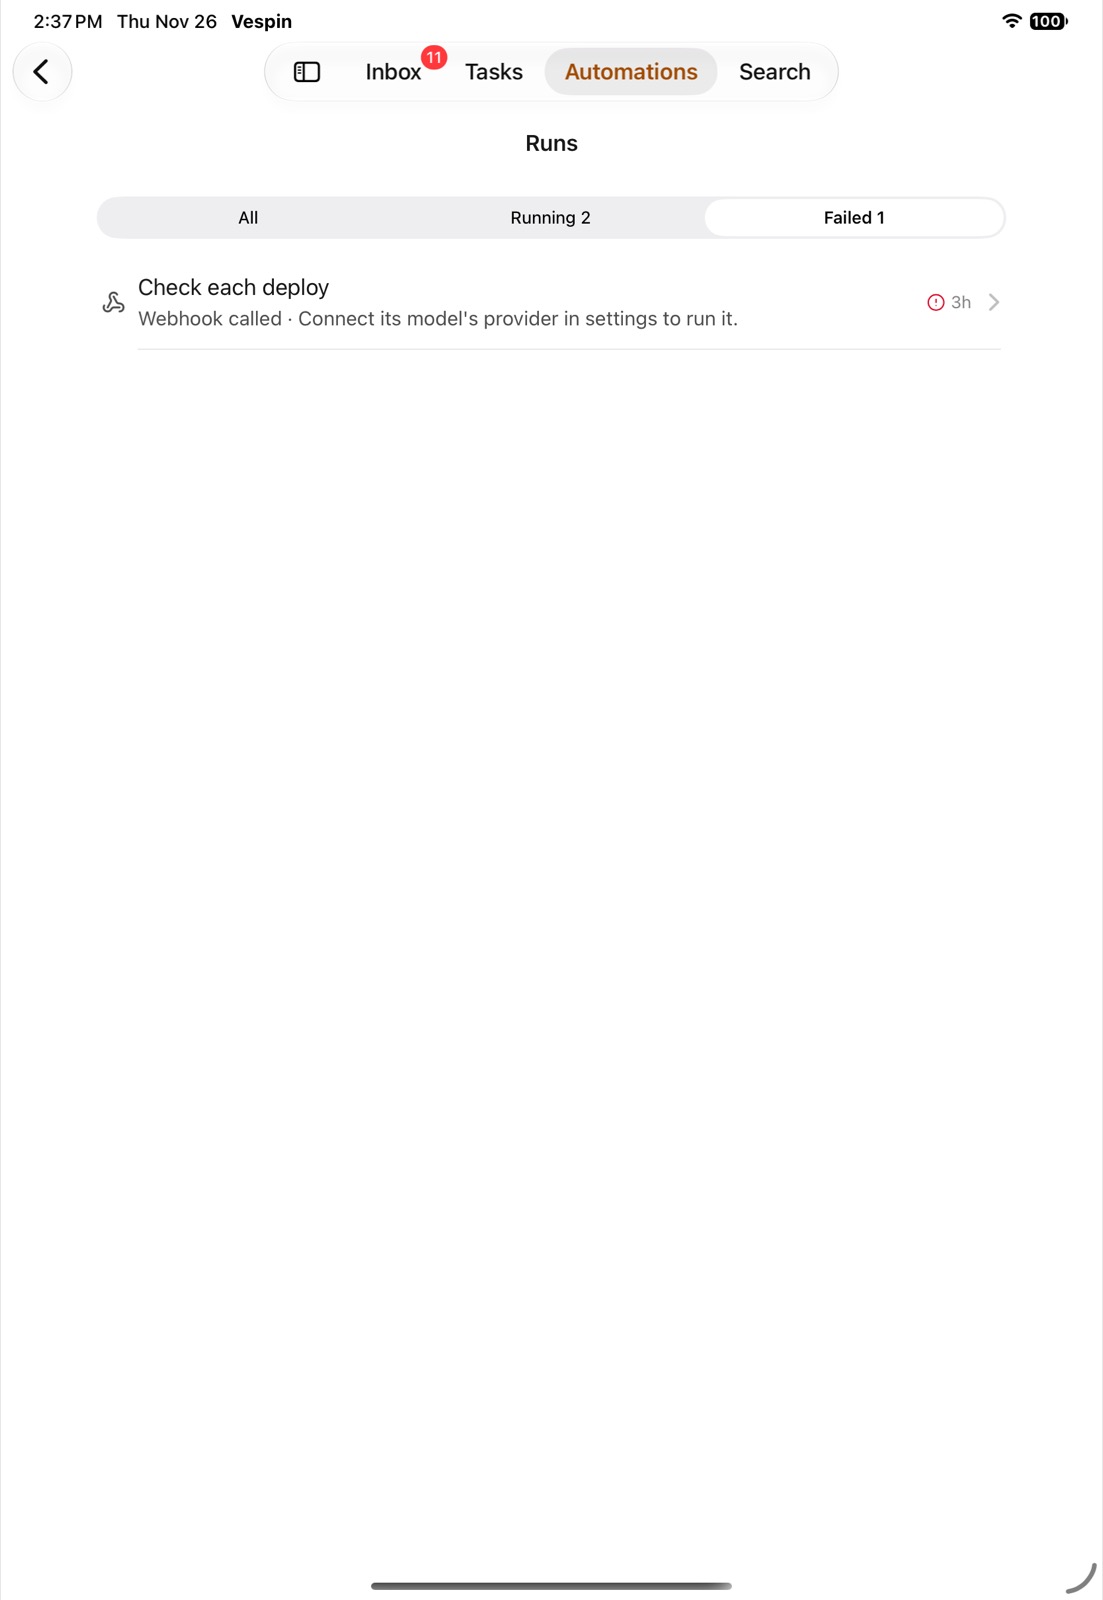 2:37 PM Thu Nov 26 Vespin
100
Inbox 11 Tasks Automations Search
Runs
All Running 2 Failed 1
Check each deploy
Webhook called · Connect its model's provider in settings to run it.
3h